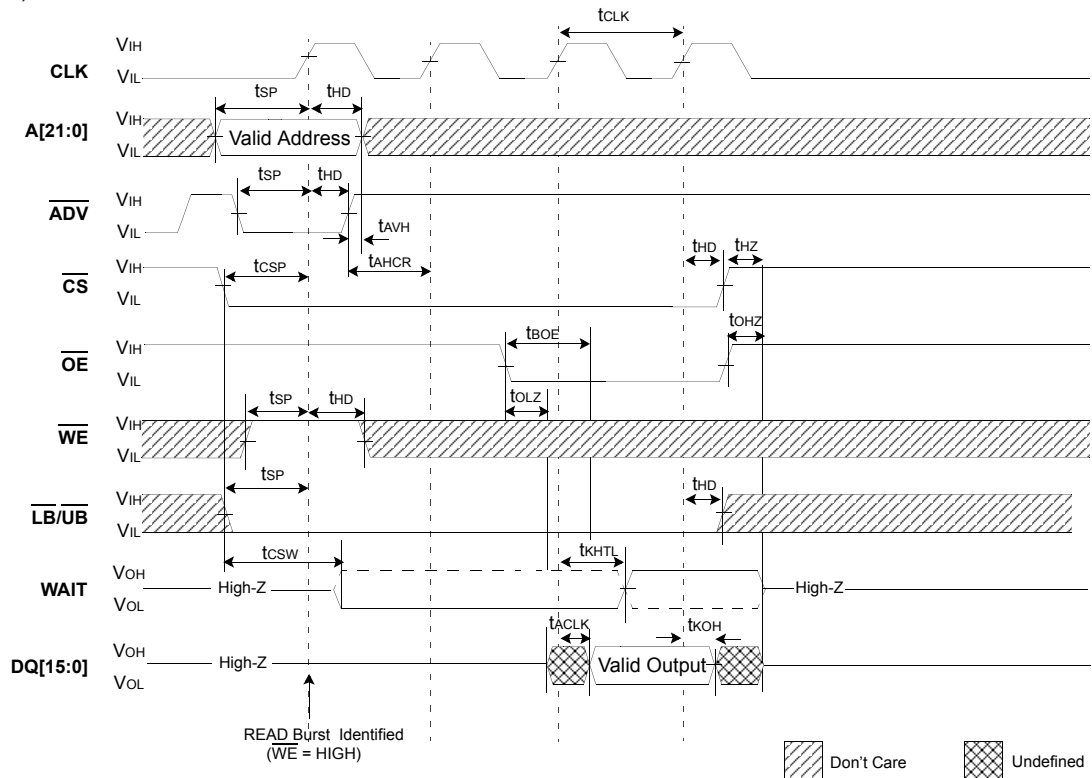 tCLK
VIH
CLK
VIL
tSP tHD
VIH
A[21:0] Valid Address
VIL
tSP tHD
VIH
ADV
VIL
tAVH
tHD tHZ
tCSP tAHCR
VIH
CS
VIL
tBOE tOHZ
VIH
OE
VIL
tSP tHD tOLZ
VIH
WE
VIL
tSP tHD
VIH
LB/UB
VIL
tCSW tKHTL
VOH
WAIT High-Z High-Z
VOL
tACLK tKOH
VOH
DQ[15:0] High-Z Valid Output
VOL
READ Burst Identified
(WE = HIGH)
Don't Care Undefined